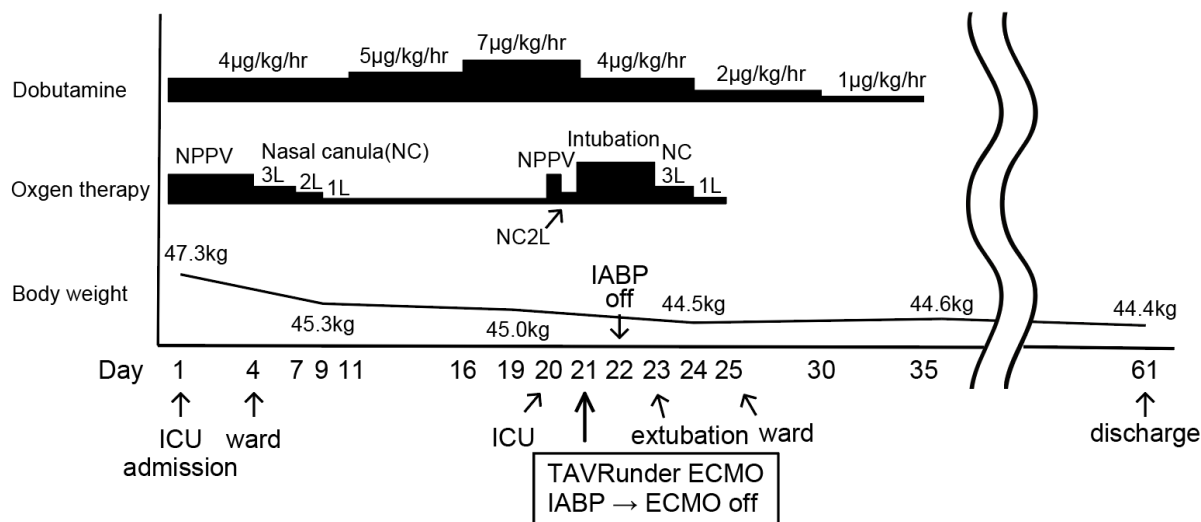 4μg/kg/hr
5μg/kg/hr
7μg/kg/hr
4μg/kg/hr
2μg/kg/hr
1μg/kg/hr
Dobutamine
NPPV
Nasal canula(NC)
3L
2L
1L
NPPV
Intubation
NC
3L
1L
Oxgen therapy
NC2L
47.3kg
Body weight
45.3kg
45.0kg
IABP
off
44.5kg
44.6kg
44.4kg
Day 1 4 7 9 11 16 19 20 21 22 23 24 25 30 35 61
ICU
admission
ward
ICU
extubation
ward
discharge
TAVRunder ECMO
IABP → ECMO off